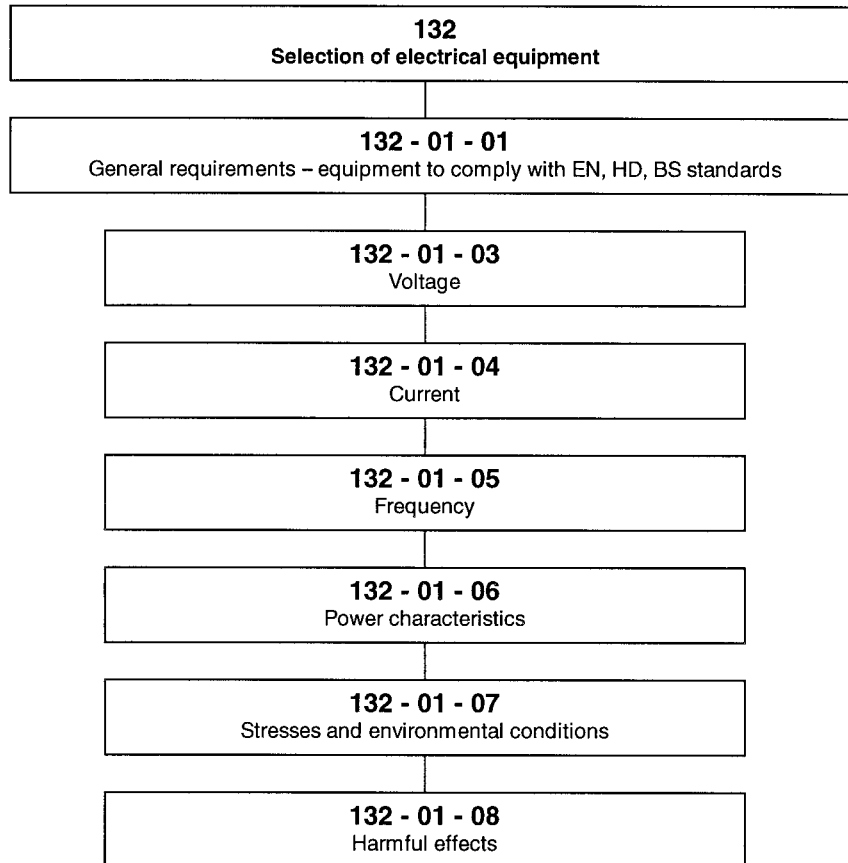 132
Selection of electrical equipment
132 - 01 - 01
General requirements – equipment to comply with EN, HD, BS standards
132 - 01 - 03
Voltage
132 - 01 - 04
Current
132 - 01 - 05
Frequency
132 - 01 - 06
Power characteristics
132 - 01 - 07
Stresses and environmental conditions
132 - 01 - 08
Harmful effects